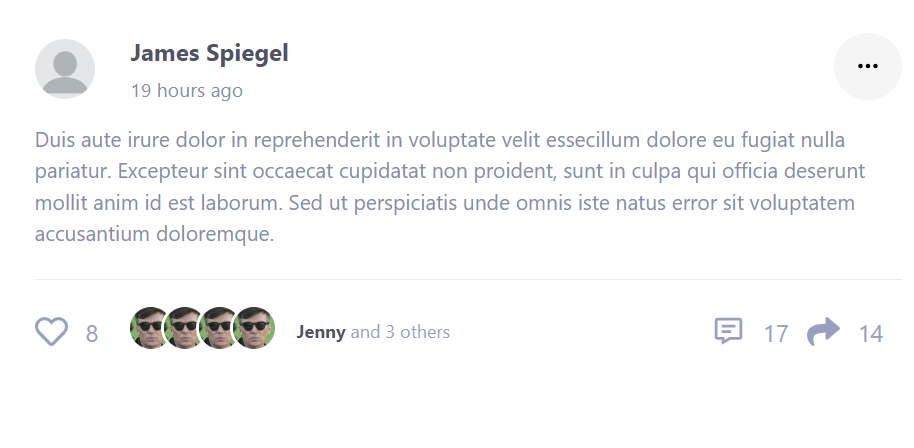 James Spiegel
19 hours ago
Duis aute irure dolor in reprehenderit in voluptate velit essecillum dolore eu fugiat nulla
pariatur. Excepteur sint occaecat cupidatat non proident, sunt in culpa qui officia deserunt
mollit anim id est laborum. Sed ut perspiciatis unde omnis iste natus error sit voluptatem
accusantium doloremque.
8 Jenny and 3 others 17 14